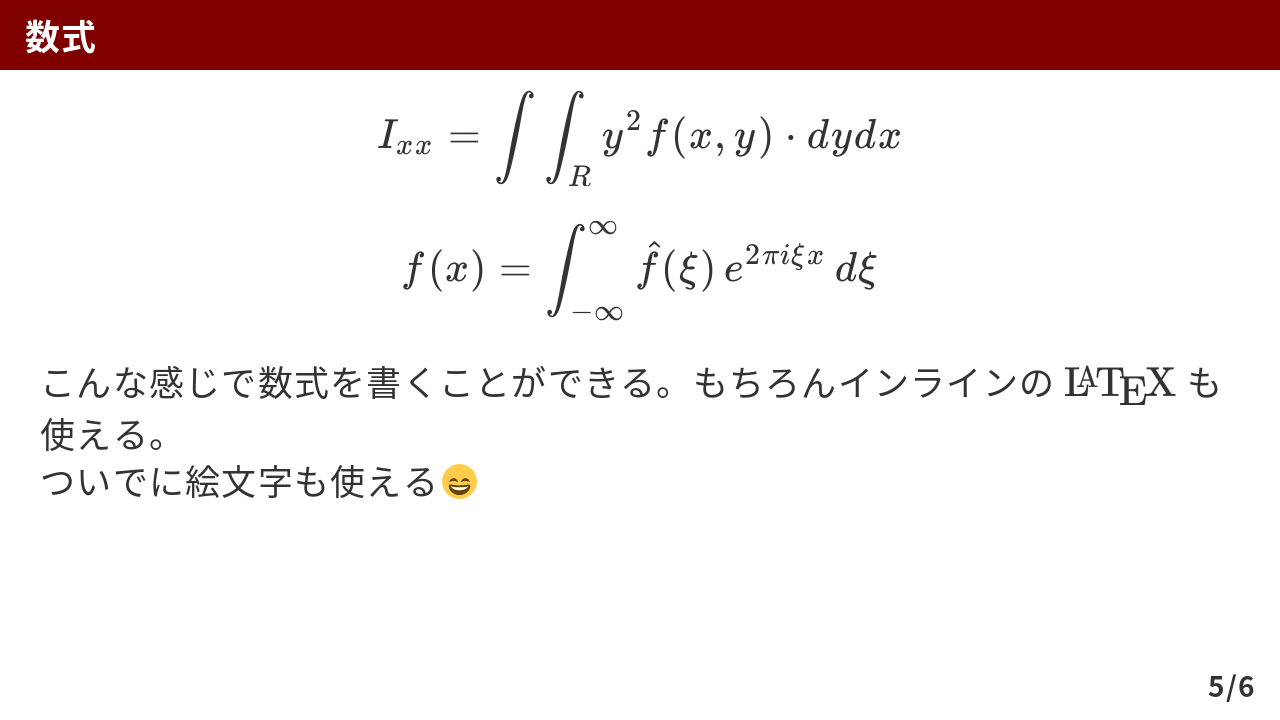 数式
I_{xx} = \int \int_R y^2 f(x, y) \cdot dydx
f(x) = \int_{-\infty}^{\infty} \hat{f}(\xi) e^{2\pi i \xi x} d\xi
こんな感じで数式を書くことができる。もちろんインラインの LATEX も
使える。
ついでに絵文字も使える😄
5/6